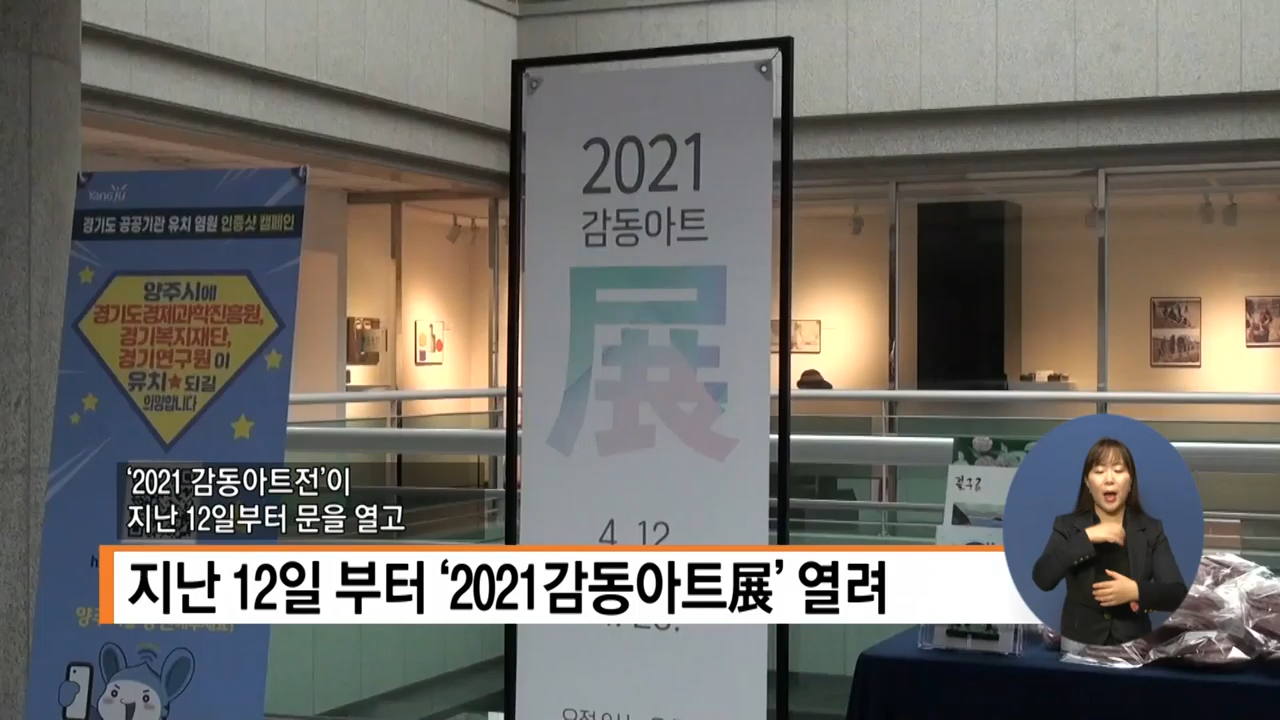 YangJu
경기도 공공기관 유치 염원 인증샷 캠페인
양주시에
경기도경제과학진흥원,
경기복지재단,
경기연구원이
유치★되길
희망합니다
2021
감동아트
展
4. 12
‘2021 감동아트전’이
지난 12일부터 문을 열고
지난 12일 부터 ‘2021감동아트展’ 열려